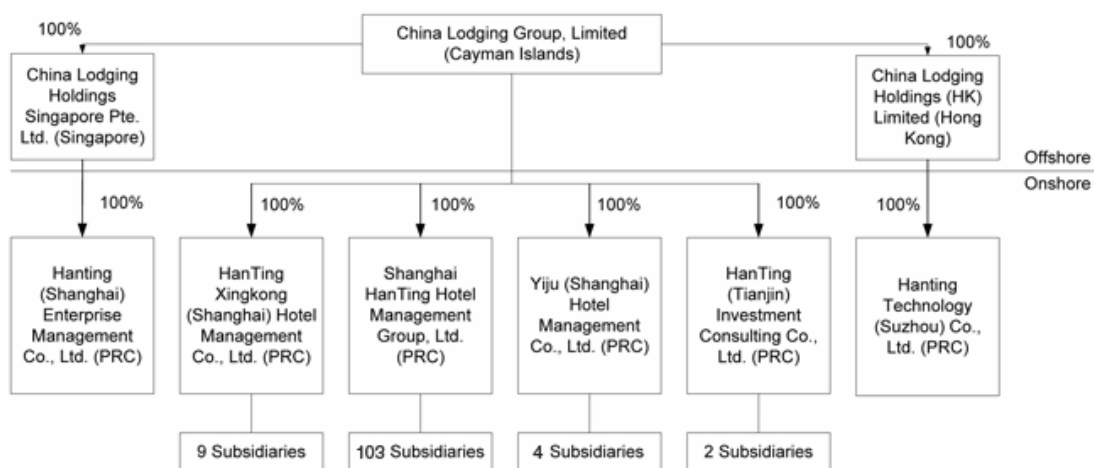 China Lodging Group, Limited
(Cayman Islands)
100%
100%
China Lodging
Holdings
Singapore Pte.
Ltd. (Singapore)
China Lodging
Holdings (HK)
Limited (Hong
Kong)
Offshore
Onshore
100%
100%
100%
100%
100%
100%
Hanting
(Shanghai)
Enterprise
Management
Co., Ltd. (PRC)
HanTing
Xingkong
(Shanghai) Hotel
Management
Co., Ltd. (PRC)
Shanghai
HanTing Hotel
Management
Group, Ltd.
(PRC)
Yiju (Shanghai)
Hotel
Management
Co., Ltd. (PRC)
HanTing
(Tianjin)
Investment
Consulting Co.,
Ltd. (PRC)
Hanting
Technology
(Suzhou) Co.,
Ltd. (PRC)
9 Subsidiaries
103 Subsidiaries
4 Subsidiaries
2 Subsidiaries